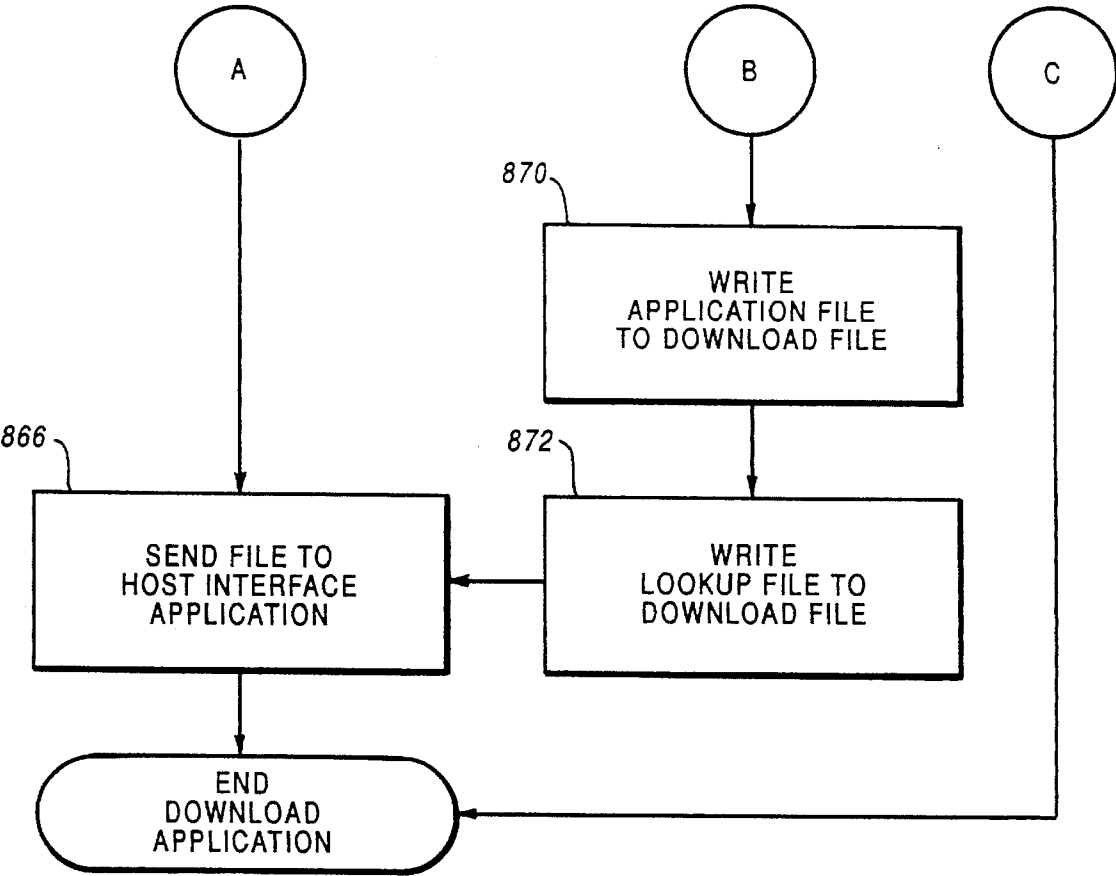 A
B
C
870
WRITE
APPLICATION FILE
TO DOWNLOAD FILE
866
872
SEND FILE TO
HOST INTERFACE
APPLICATION
WRITE
LOOKUP FILE TO
DOWNLOAD FILE
END
DOWNLOAD
APPLICATION